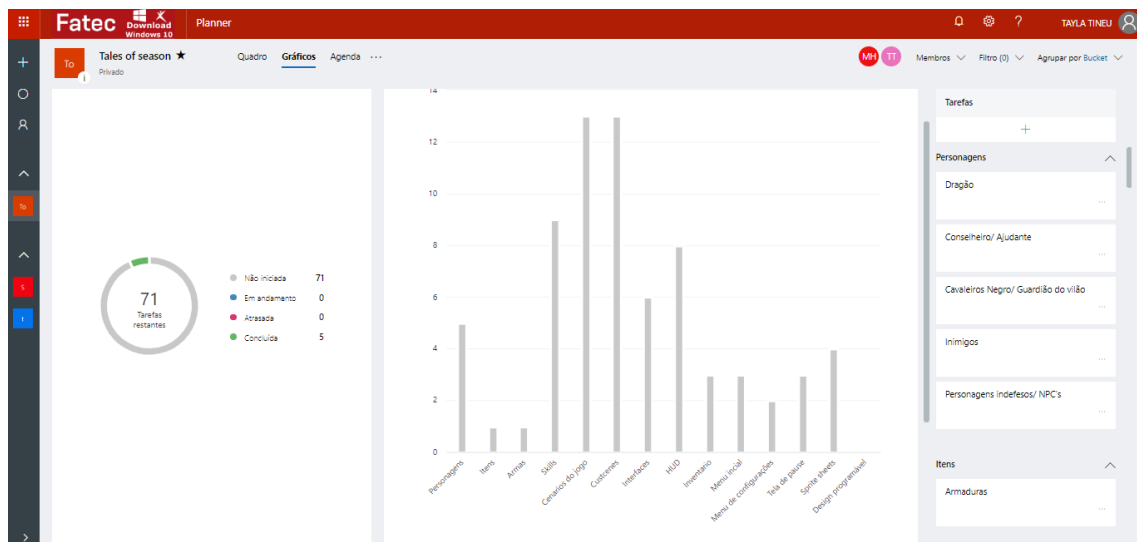 Fatec Download Windows 10 Planner ? TAYLA TINEU
To Tales of season ★ Quadro Gráficos Agenda ... MH TT Membros Filtro (0) Agrupar por Bucket
i Privado
Tarefas
+
Personagens
Dragão
...
Conselheiro/ Ajudante
...
Cavaleiros Negro/ Guardião do vilão
...
Inimigos
...
Personagens indefesos/ NPC's
...
Itens
Armaduras
...
To
S
t
71
Tarefas
restantes
Não iniciada 71
Em andamento 0
Atrasada 0
Concluída 5
14
12
10
8
6
4
2
0
Personagens
Itens
Armas
Skills
Cenarios do jogo
Custcenes
Interfaces
HUD
Inventario
Menu incial
Menu de configurações
Tela de pause
Sprite sheets
Design programável